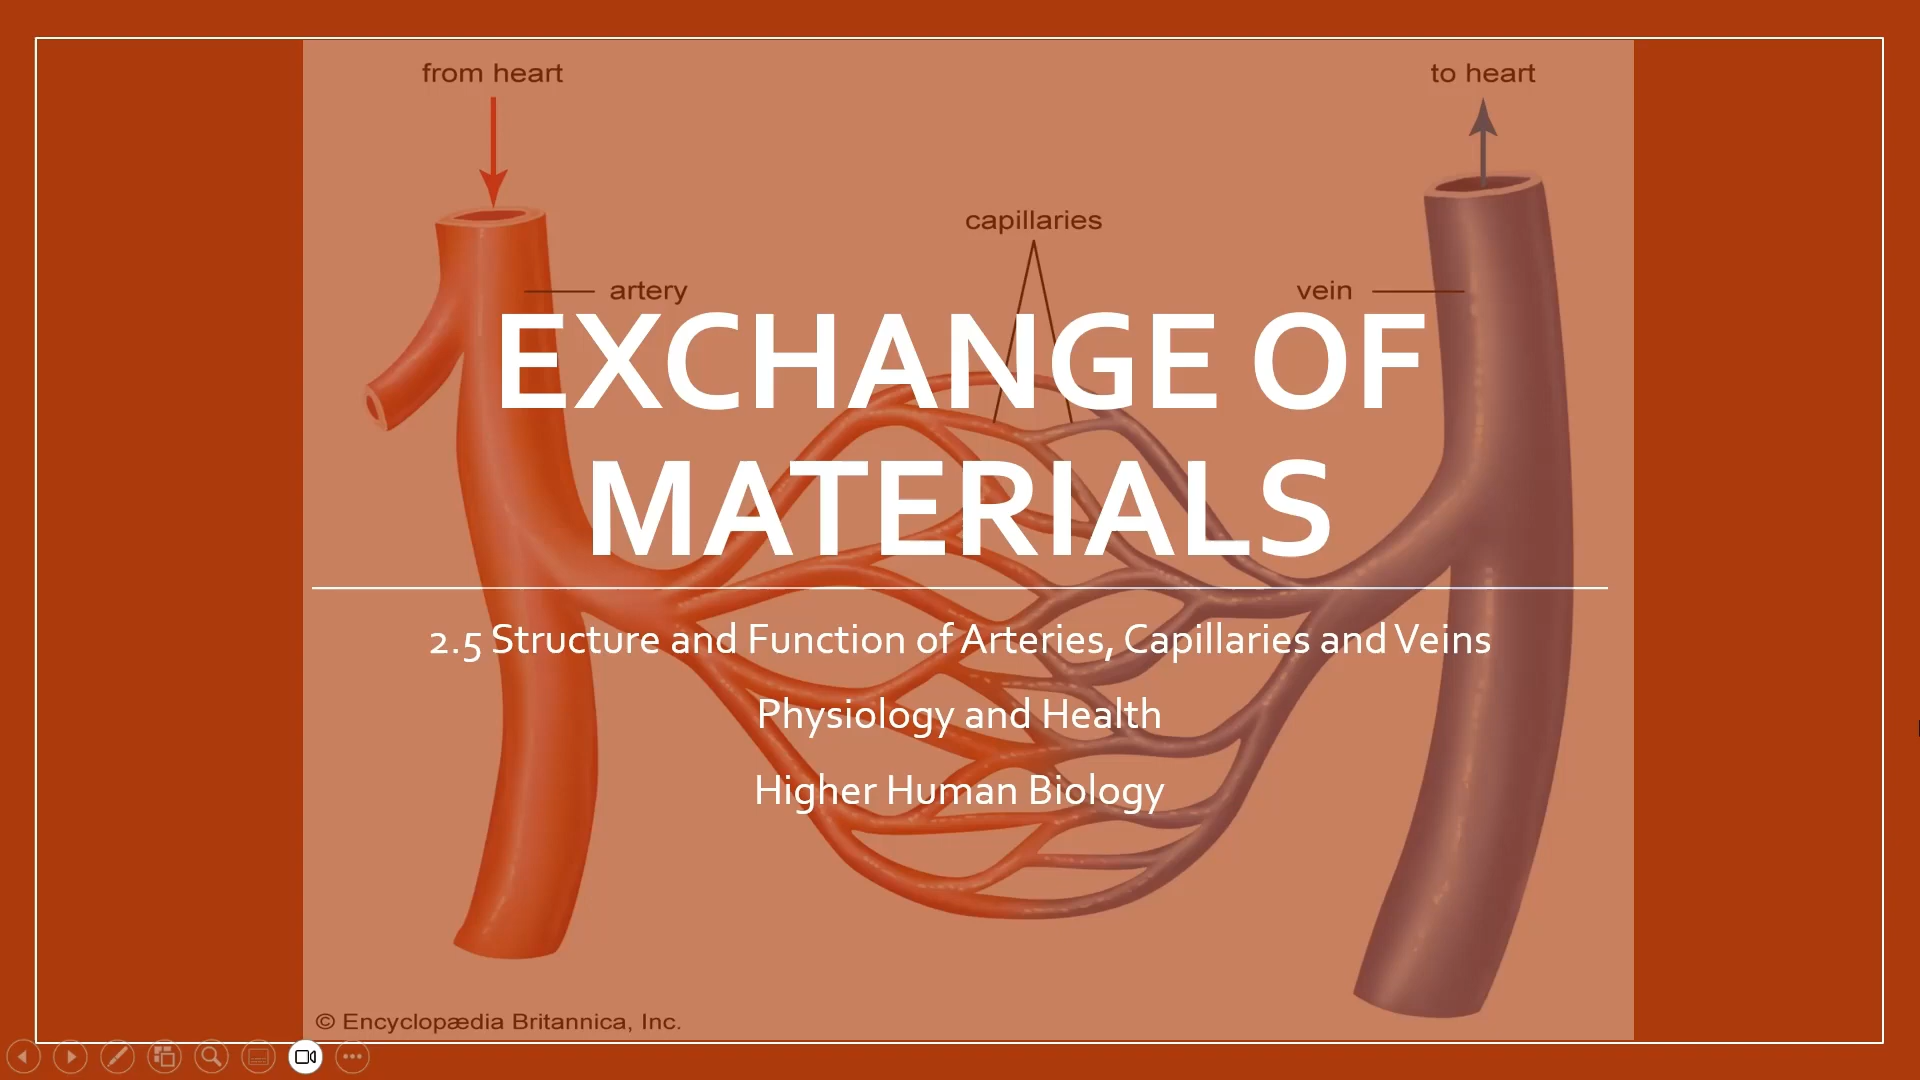 from heart
to heart
capillaries
artery
vein
EXCHANGE OF
MATERIALS
2.5 Structure and Function of Arteries, Capillaries and Veins
Physiology and Health
Higher Human Biology
© Encyclopædia Britannica, Inc.